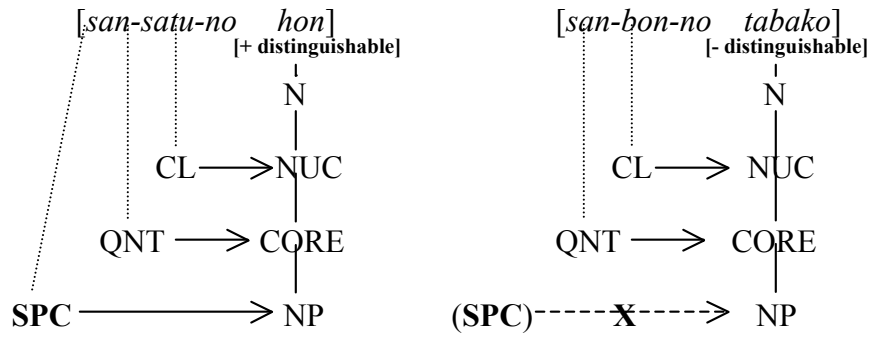 [san-satu-no hon] [san-bon-no tabako]
[+ distinguishable] [- distinguishable]
N N
CL NUC CL NUC
QNT CORE QNT CORE
SPC NP (SPC) X NP